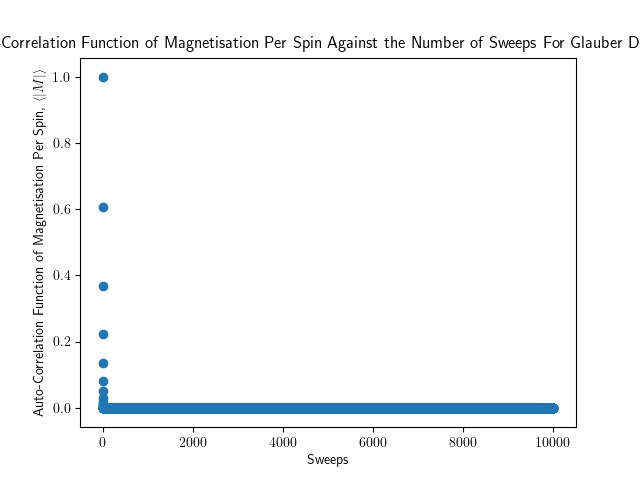 -Correlation Function of Magnetisation Per Spin Against the Number of Sweeps For Glauber D
Auto-Correlation Function of Magnetisation Per Spin, ⟨|M|⟩
1.0
0.8
0.6
0.4
0.2
0.0
0 2000 4000 6000 8000 10000
Sweeps